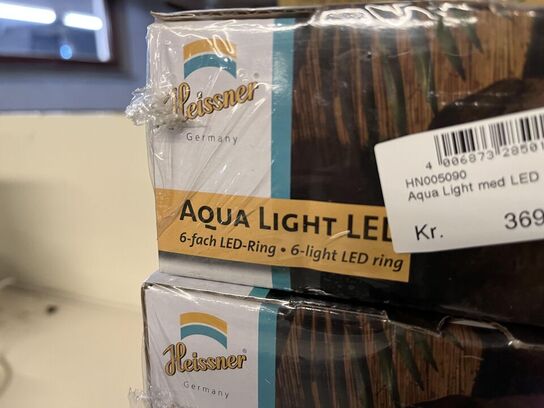 Heissner®
Germany
AQUA LIGHT LED
6-fach LED-Ring • 6-light LED ring
4 006873 2850
HN005090
Aqua Light med LED
Kr. 369
Heissner®
Germany